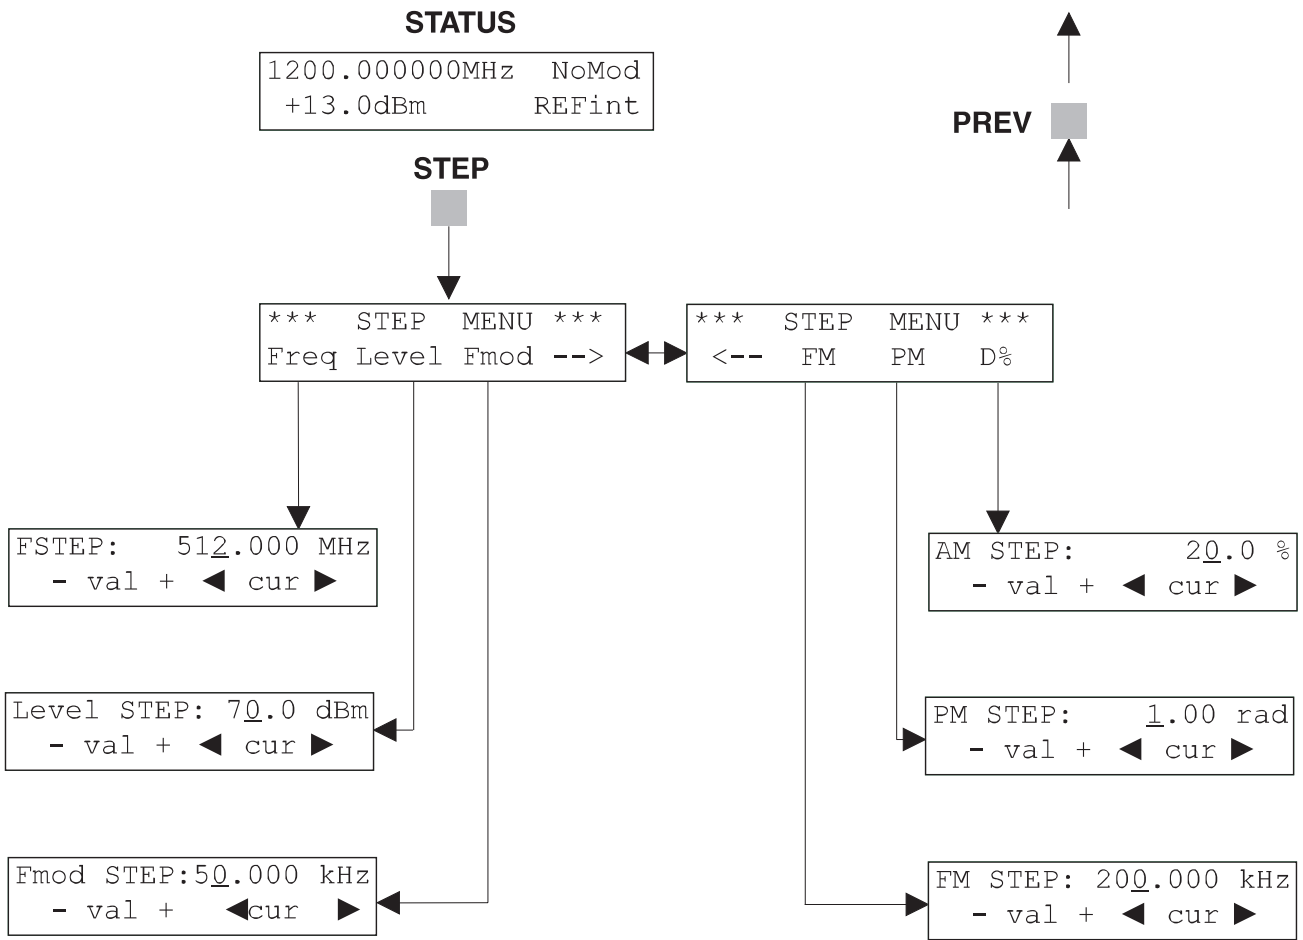 STATUS
1200.000000MHz NoMod
+13.0dBm REFint
PREV
STEP
*** STEP MENU ***
Freq Level Fmod -->
*** STEP MENU ***
<-- FM PM D%
FSTEP: 512.000 MHz
- val + ◀ cur ▶
AM STEP: 20.0 %
- val + ◀ cur ▶
Level STEP: 70.0 dBm
- val + ◀ cur ▶
PM STEP: 1.00 rad
- val + ◀ cur ▶
Fmod STEP:50.000 kHz
- val + ◀cur ▶
FM STEP: 200.000 kHz
- val + ◀ cur ▶